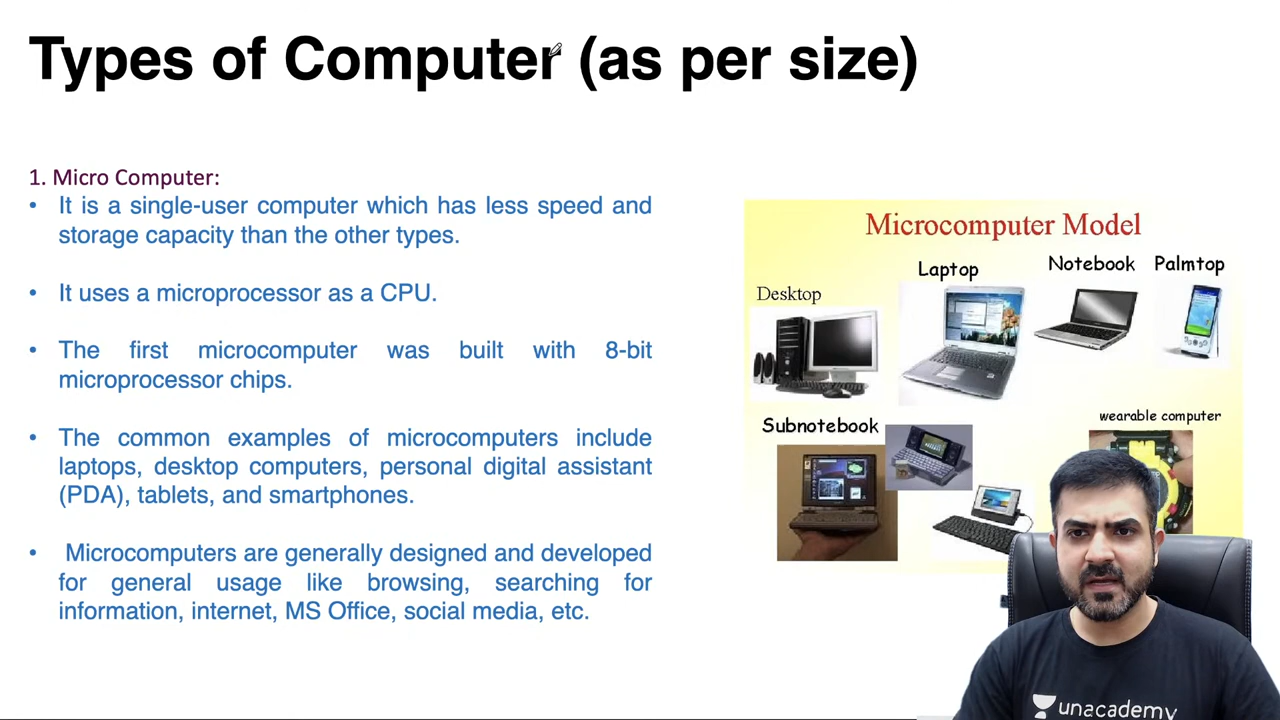 Types of Computer (as per size)
1. Micro Computer:
• It is a single-user computer which has less speed and
storage capacity than the other types.
• It uses a microprocessor as a CPU.
• The first microcomputer was built with 8-bit
microprocessor chips.
• The common examples of microcomputers include
laptops, desktop computers, personal digital assistant
(PDA), tablets, and smartphones.
• Microcomputers are generally designed and developed
for general usage like browsing, searching for
information, internet, MS Office, social media, etc.
Microcomputer Model
Desktop
Laptop
Notebook
Palmtop
Subnotebook
wearable computer
unacademy